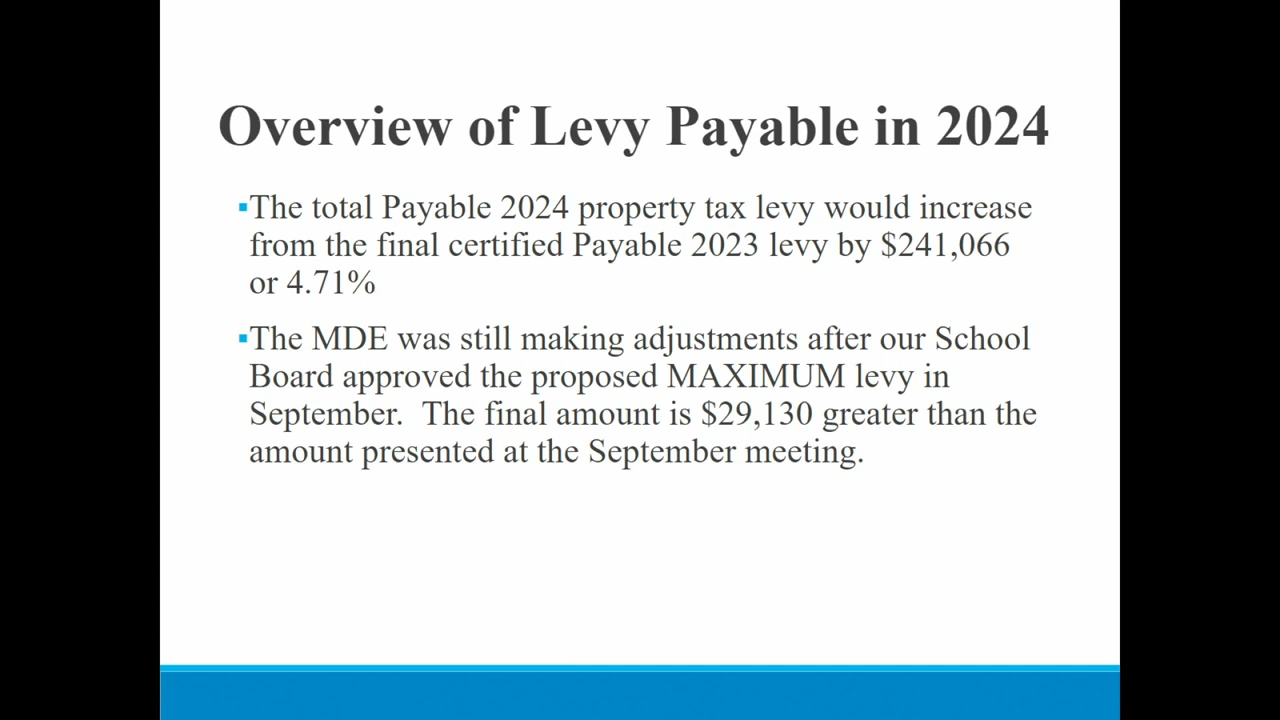 Overview of Levy Payable in 2024
▪The total Payable 2024 property tax levy would increase
from the final certified Payable 2023 levy by $241,066
or 4.71%
▪The MDE was still making adjustments after our School
Board approved the proposed MAXIMUM levy in
September.  The final amount is $29,130 greater than the
amount presented at the September meeting.